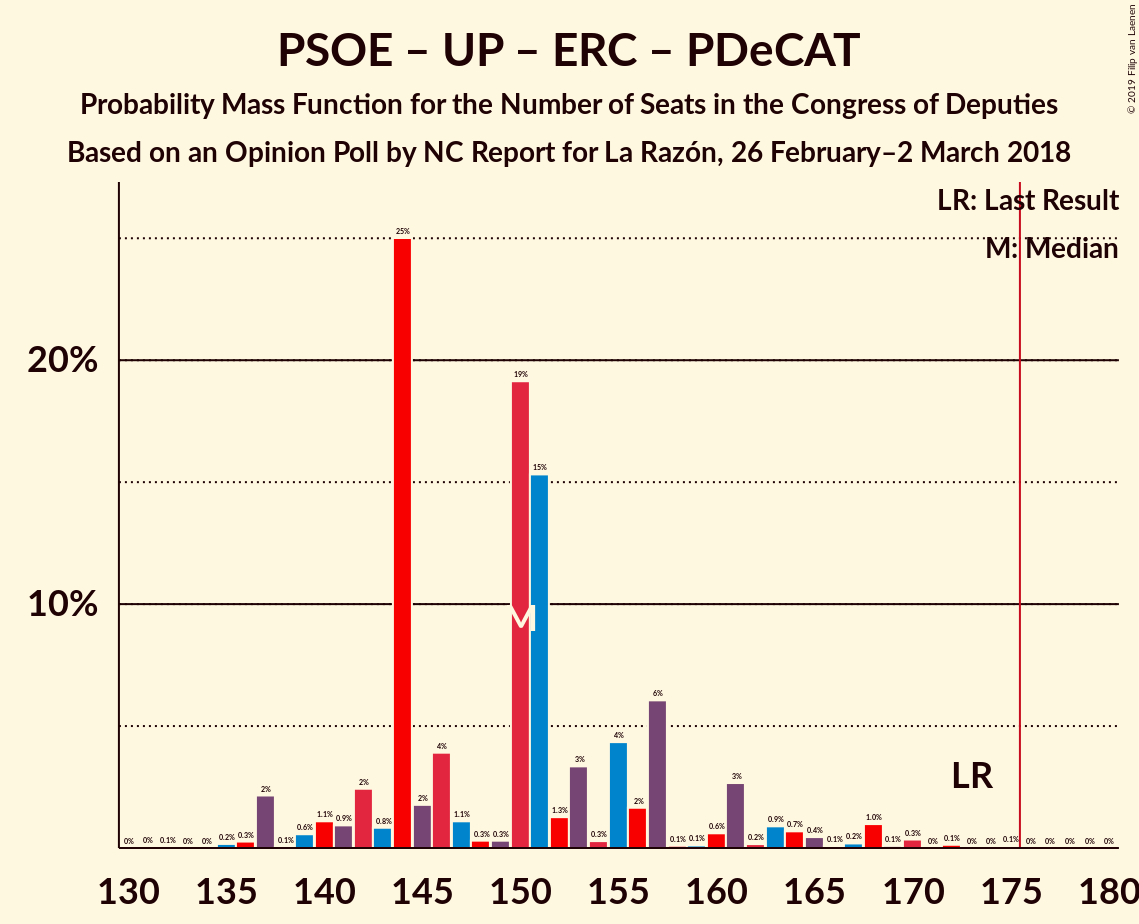 PSOE – UP – ERC – PDeCAT
Probability Mass Function for the Number of Seats in the Congress of Deputies
Based on an Opinion Poll by NC Report for La Razón, 26 February–2 March 2018
© 2019 Filip van Laenen
LR: Last Result
M: Median
20%
10%
0% 0% 0.1% 0% 0% 0.2% 0.3% 2% 0.1% 0.6% 1.1% 0.9% 2% 0.8% 25% 2% 4% 1.1% 0.3% 0.3% 19% 15% 1.3% 3% 0.3% 4% 2% 6% 0.1% 0.1% 0.6% 3% 0.2% 0.9% 0.7% 0.4% 0.1% 0.2% 1.0% 0.1% 0.3% 0% 0.1% 0% 0% 0.1% 0% 0% 0% 0% 0%
M
LR
130 135 140 145 150 155 160 165 170 175 180